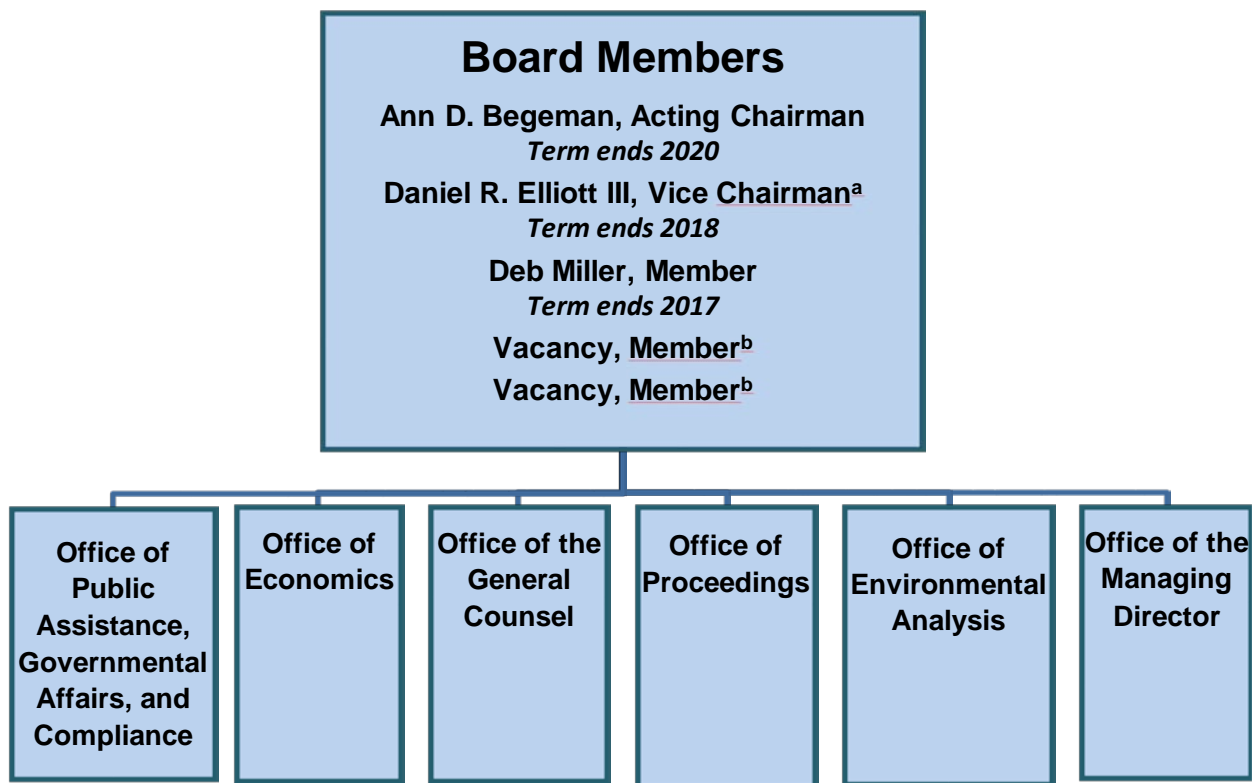 Board Members
Ann D. Begeman, Acting Chairman
Term ends 2020
Daniel R. Elliott III, Vice Chairmanᵃ
Term ends 2018
Deb Miller, Member
Term ends 2017
Vacancy, Memberᵇ
Vacancy, Memberᵇ
Office of
Public
Assistance,
Governmental
Affairs, and
Compliance
Office of
Economics
Office of the
General
Counsel
Office of
Proceedings
Office of
Environmental
Analysis
Office of the
Managing
Director